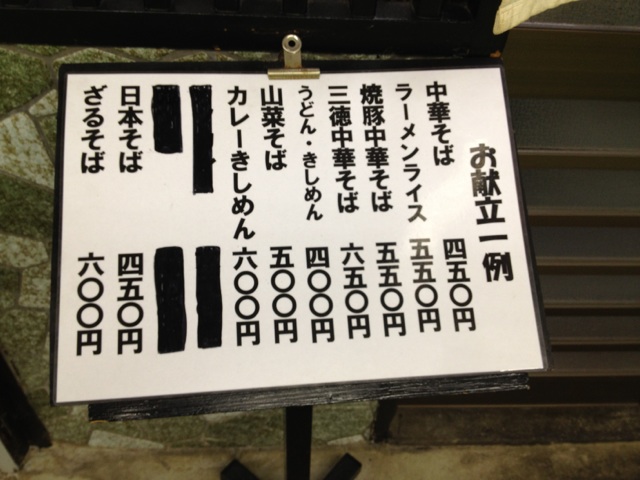 お献立一例
中華そば 四五〇円
ラーメンライス 五五〇円
焼豚中華そば 五五〇円
三徳中華そば 六五〇円
うどん・きしめん 四〇〇円
山菜そば 五〇〇円
カレーきしめん 六〇〇円
日本そば 四五〇円
ざるそば 六〇〇円